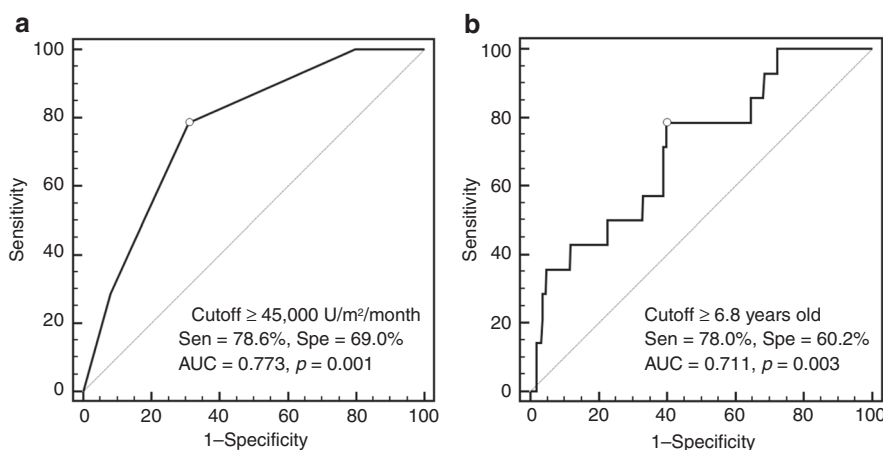 a
100
80
60
40
20
0
Sensitivity
Cutoff ≥ 45,000 U/m²/month
Sen = 78.6%, Spe = 69.0%
AUC = 0.773, p = 0.001
0 20 40 60 80 100
1–Specificity
b
100
80
60
40
20
0
Sensitivity
Cutoff ≥ 6.8 years old
Sen = 78.0%, Spe = 60.2%
AUC = 0.711, p = 0.003
0 20 40 60 80 100
1–Specificity